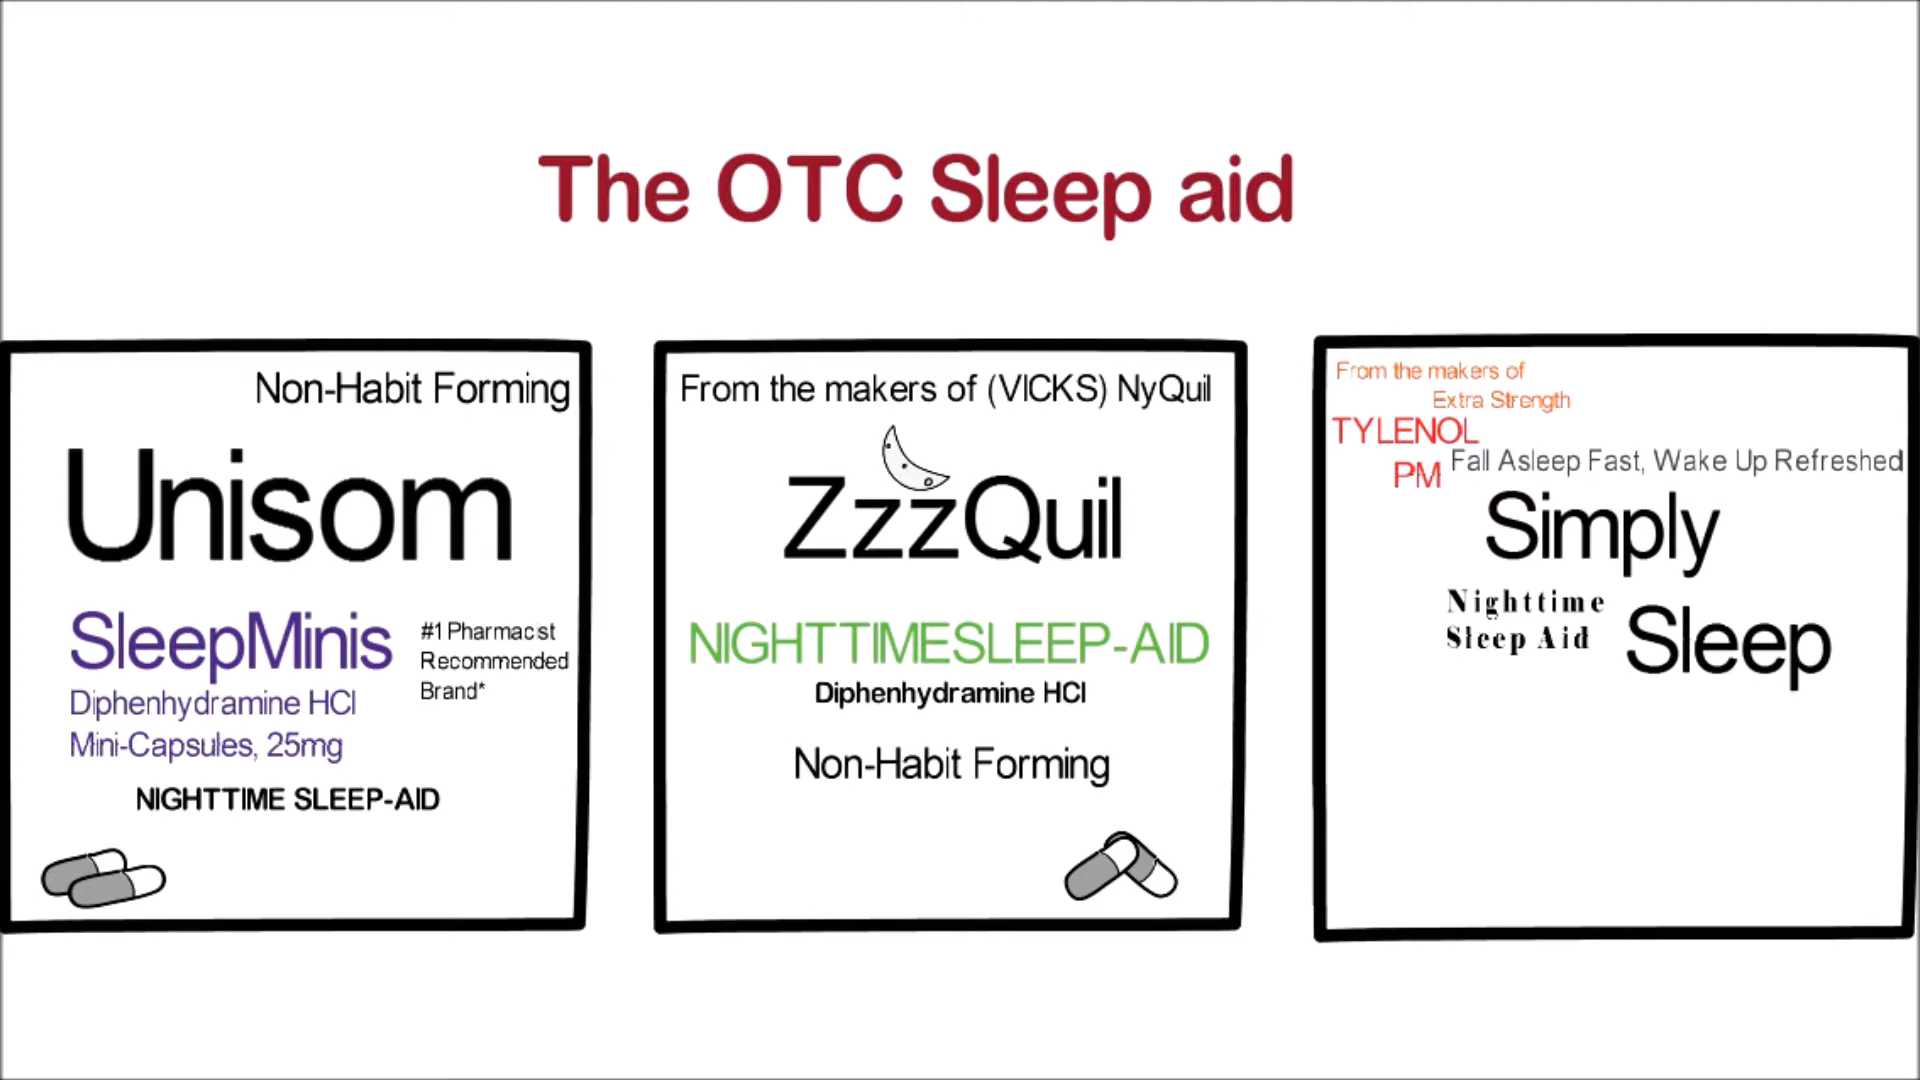 The OTC Sleep aid
Non-Habit Forming
Unisom
SleepMinis
#1 Pharmacst
Recommended
Brand*
Diphenhydramine HCl
Mini-Capsules, 25mg
NIGHTTIME SLEEP-AID
From the makers of (VICKS) NyQuil
ZzzQuil
NIGHTTIMESLEEP-AID
Diphenhydramine HCl
Non-Habit Forming
From the makers of
Extra Strength
TYLENOL
PM
Fall Asleep Fast, Wake Up Refreshed
Simply
Nighttime
Sleep Aid
Sleep